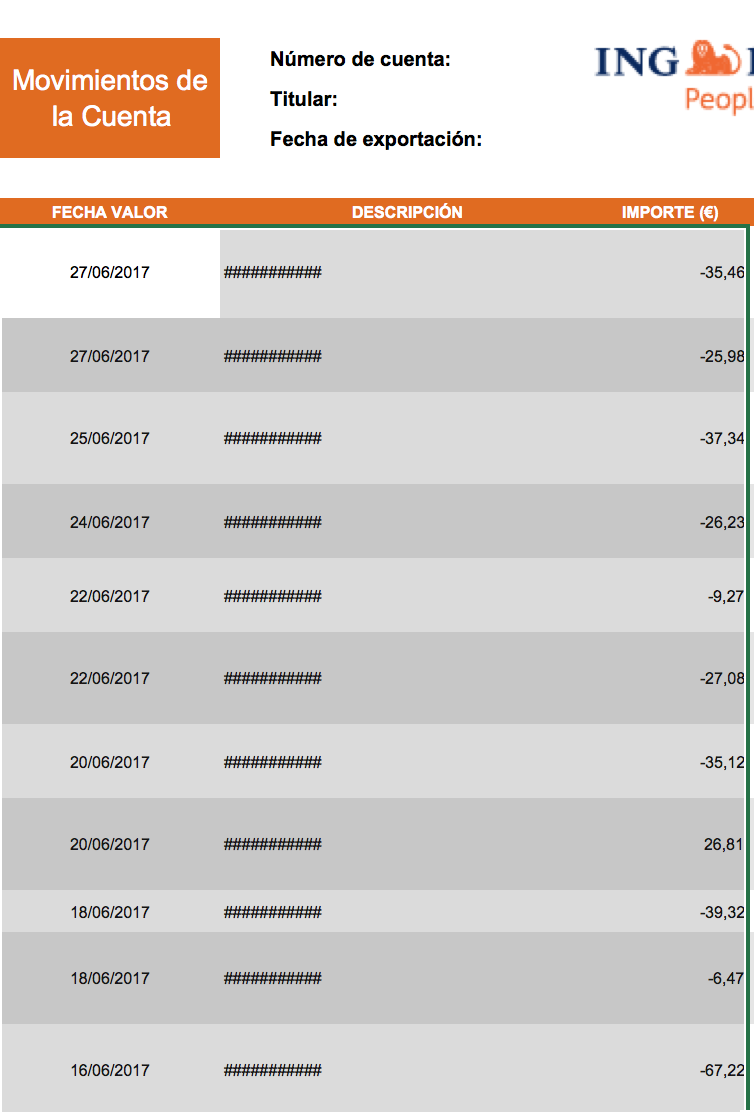 Movimientos de
la Cuenta
Número de cuenta:
Titular:
Fecha de exportación:
ING
Peopl
FECHA VALOR DESCRIPCIÓN IMPORTE (€)
27/06/2017 ########### -35,46
27/06/2017 ########### -25,98
25/06/2017 ########### -37,34
24/06/2017 ########### -26,23
22/06/2017 ########### -9,27
22/06/2017 ########### -27,08
20/06/2017 ########### -35,12
20/06/2017 ########### 26,81
18/06/2017 ########### -39,32
18/06/2017 ########### -6,47
16/06/2017 ########### -67,22